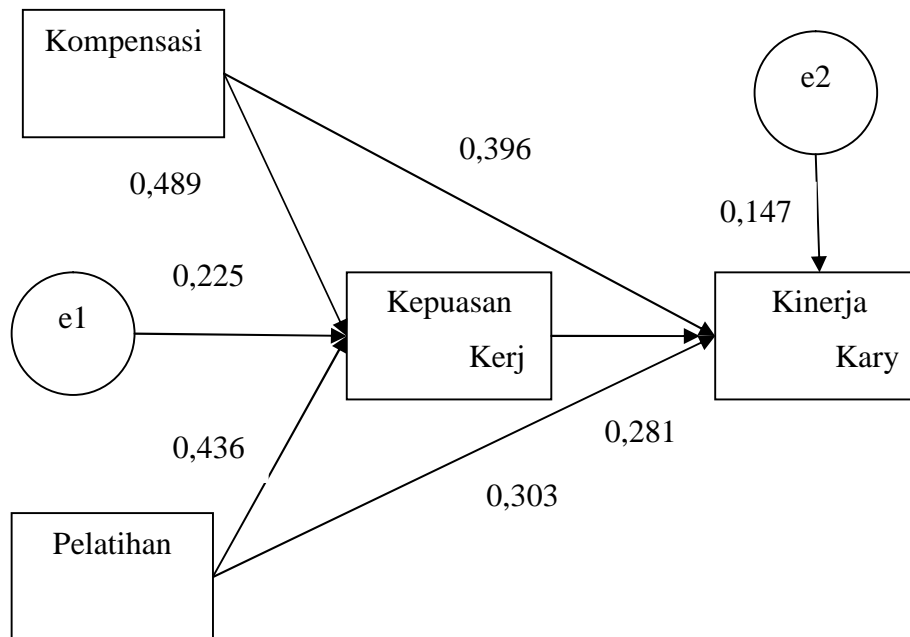 Kompensasi
e2
0,396
0,489
0,147
0,225
e1
Kepuasan
Kerj
Kinerja
Kary
0,436
0,281
0,303
Pelatihan